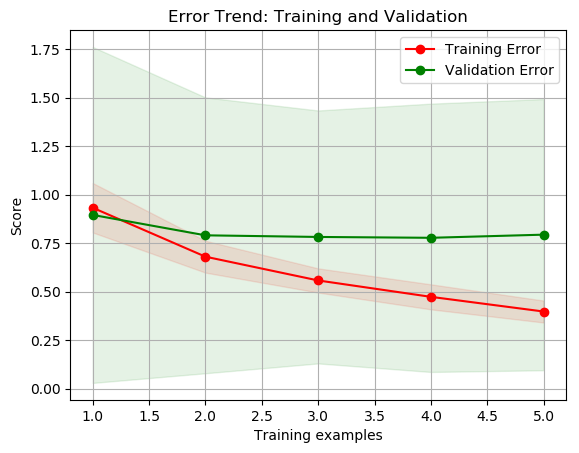 Error Trend: Training and Validation
Training Error
Validation Error
Score
1.75
1.50
1.25
1.00
0.75
0.50
0.25
0.00
1.0 1.5 2.0 2.5 3.0 3.5 4.0 4.5 5.0
Training examples